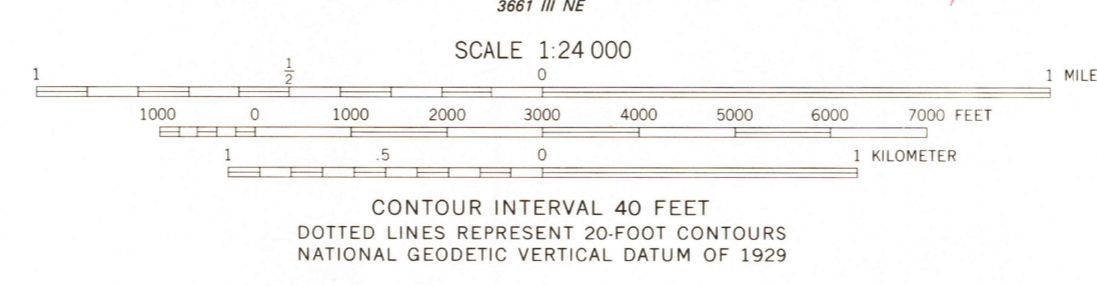 3661 III NE
SCALE 1:24 000
1 1/2 0 1 MILE
1000 0 1000 2000 3000 4000 5000 6000 7000 FEET
1 .5 0 1 KILOMETER
CONTOUR INTERVAL 40 FEET
DOTTED LINES REPRESENT 20-FOOT CONTOURS
NATIONAL GEODETIC VERTICAL DATUM OF 1929